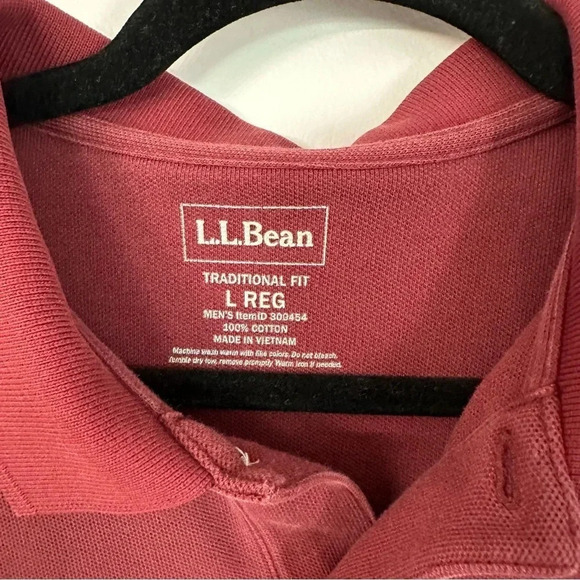 L.L.Bean
TRADITIONAL FIT
L REG
MEN'S ItemID 309454
100% COTTON
MADE IN VIETNAM
Machine wash warm with like colors. Do not bleach.
Tumble dry low, remove promptly. Warm iron if needed.